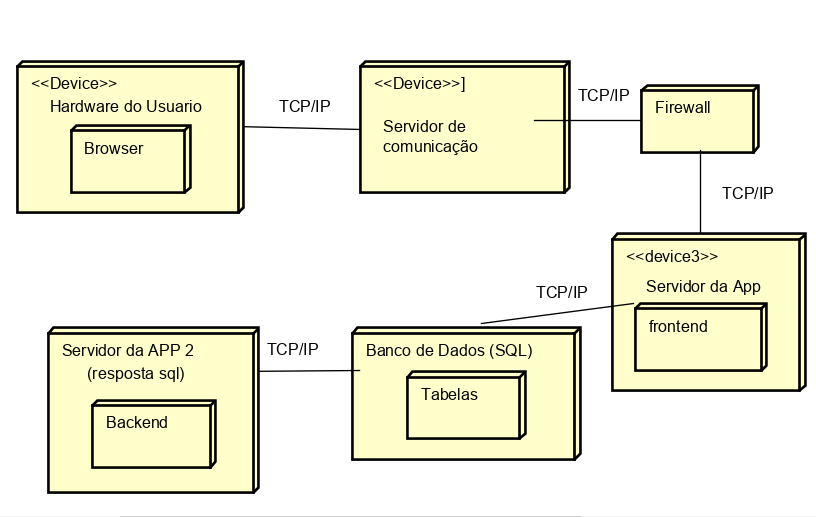 <<Device>>
Hardware do Usuario
Browser
TCP/IP
<<Device>>]
Servidor de
comunicação
TCP/IP
Firewall
TCP/IP
<<device3>>
Servidor da App
frontend
TCP/IP
Banco de Dados (SQL)
Tabelas
TCP/IP
Servidor da APP 2
(resposta sql)
Backend